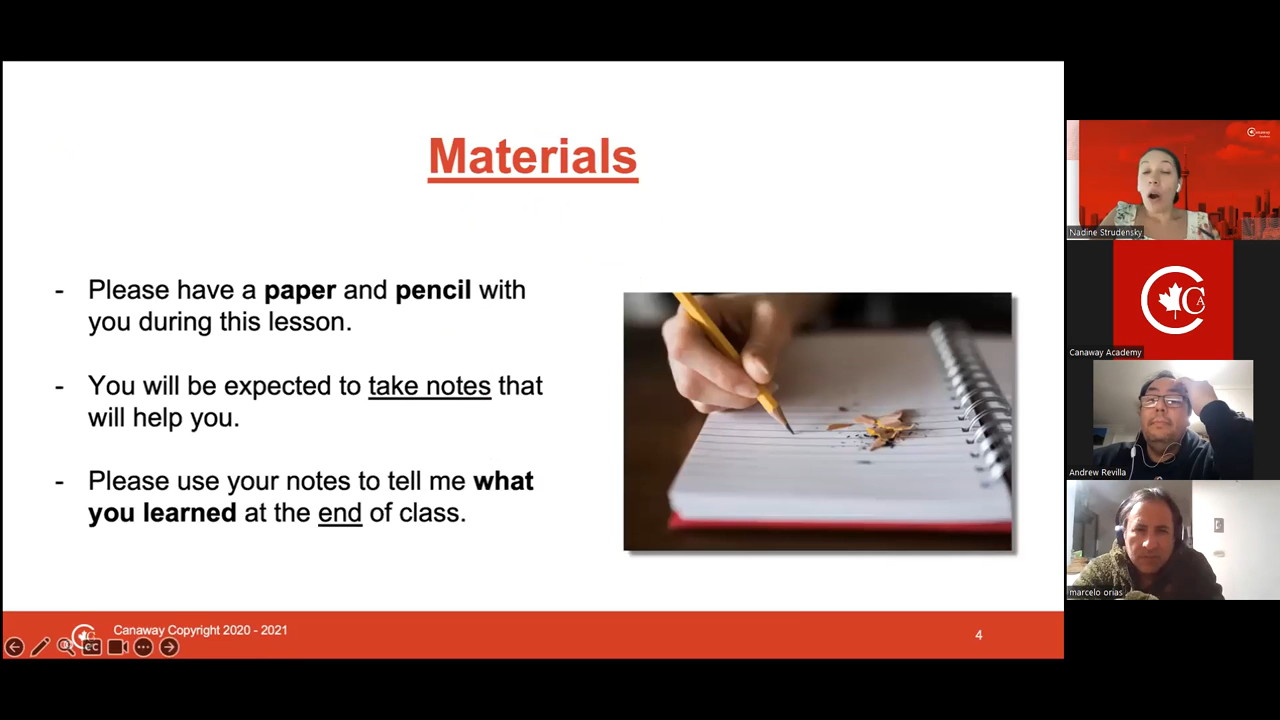 Materials
- Please have a paper and pencil with
you during this lesson.
- You will be expected to take notes that
will help you.
- Please use your notes to tell me what
you learned at the end of class.
Canaway Copyright 2020 - 2021
4
CC
Nadine Strudensky
Canaway Academy
Andrew Revilla
marcelo orias